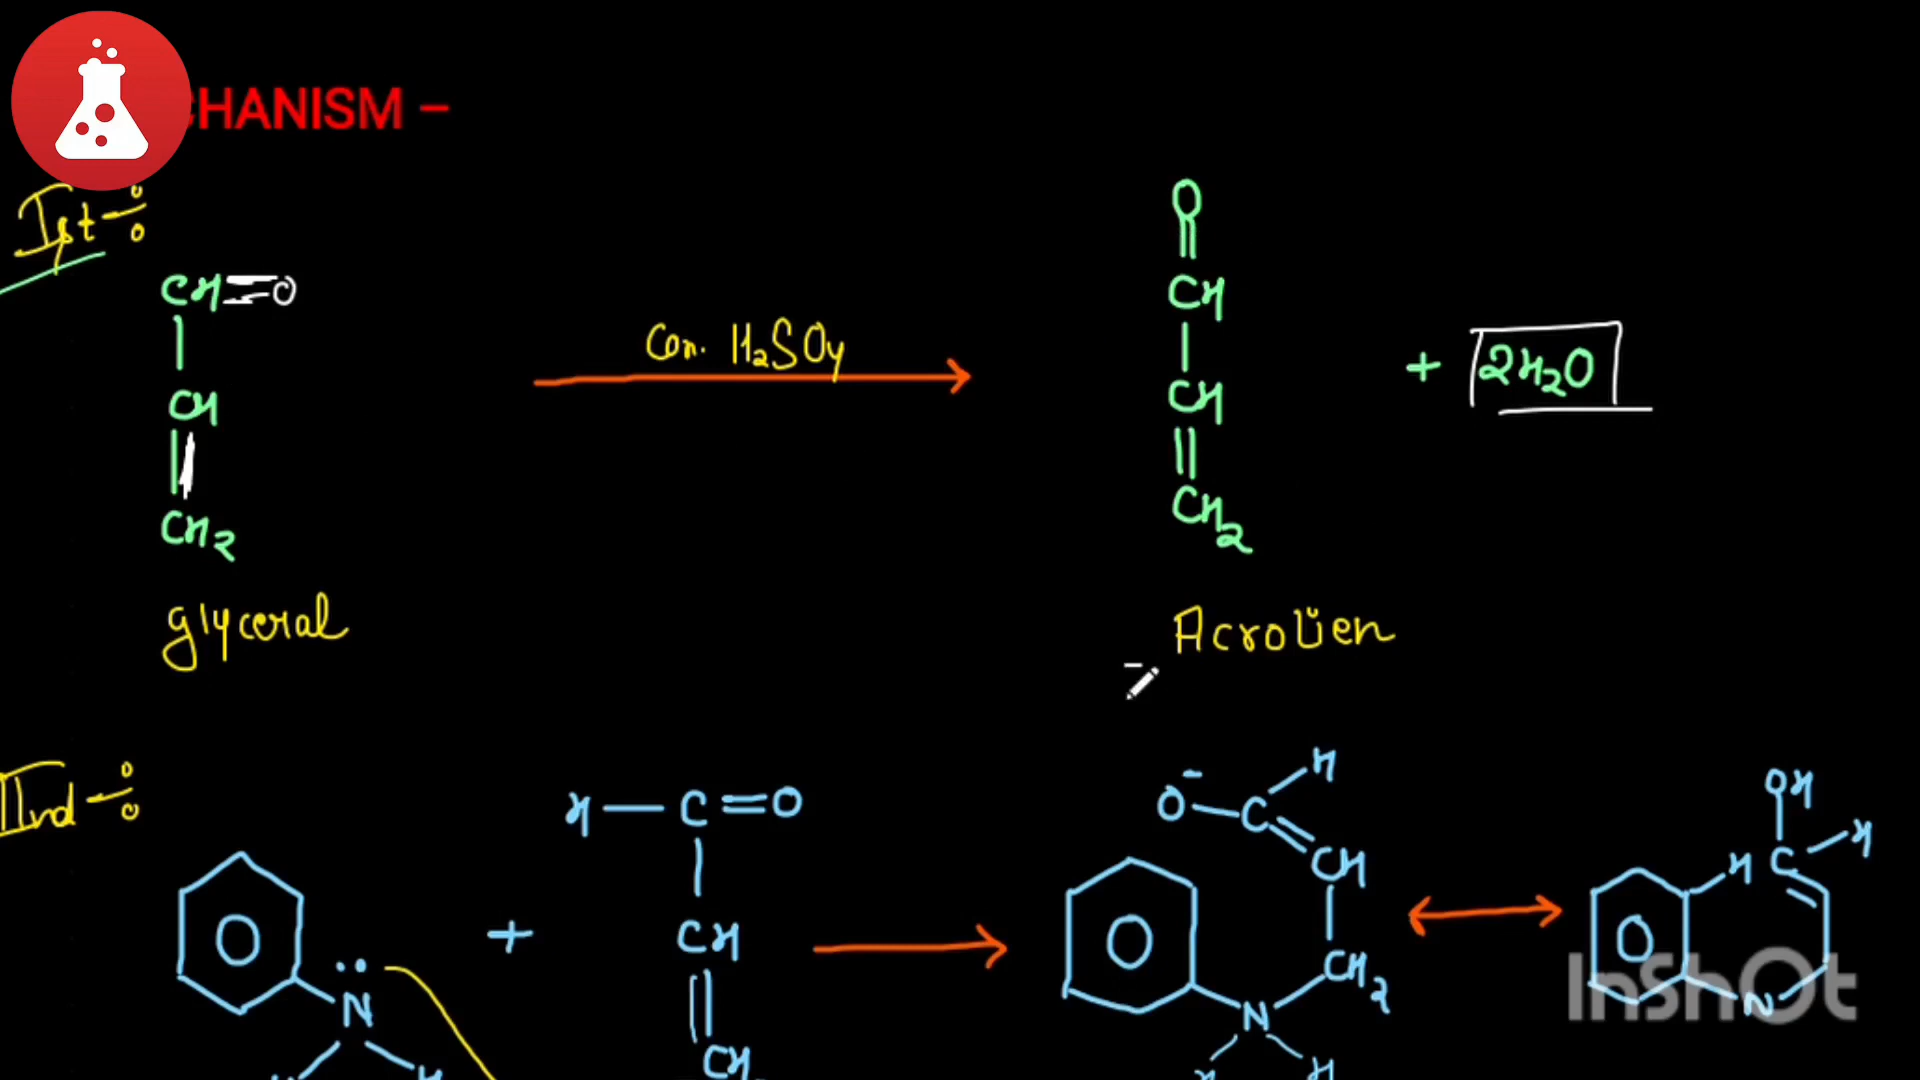 CHANISM –
Ist –
CH=O
CH
CH2
glyceral
Con. H2SO4
O
CH
CH
CH2
Acrolien
+ 2H2O
IInd –
N
+
H – C = O
CH
CH
O⁻ – C
H
CH
CH2
N
H
H
OH
H C H
N
InShOt